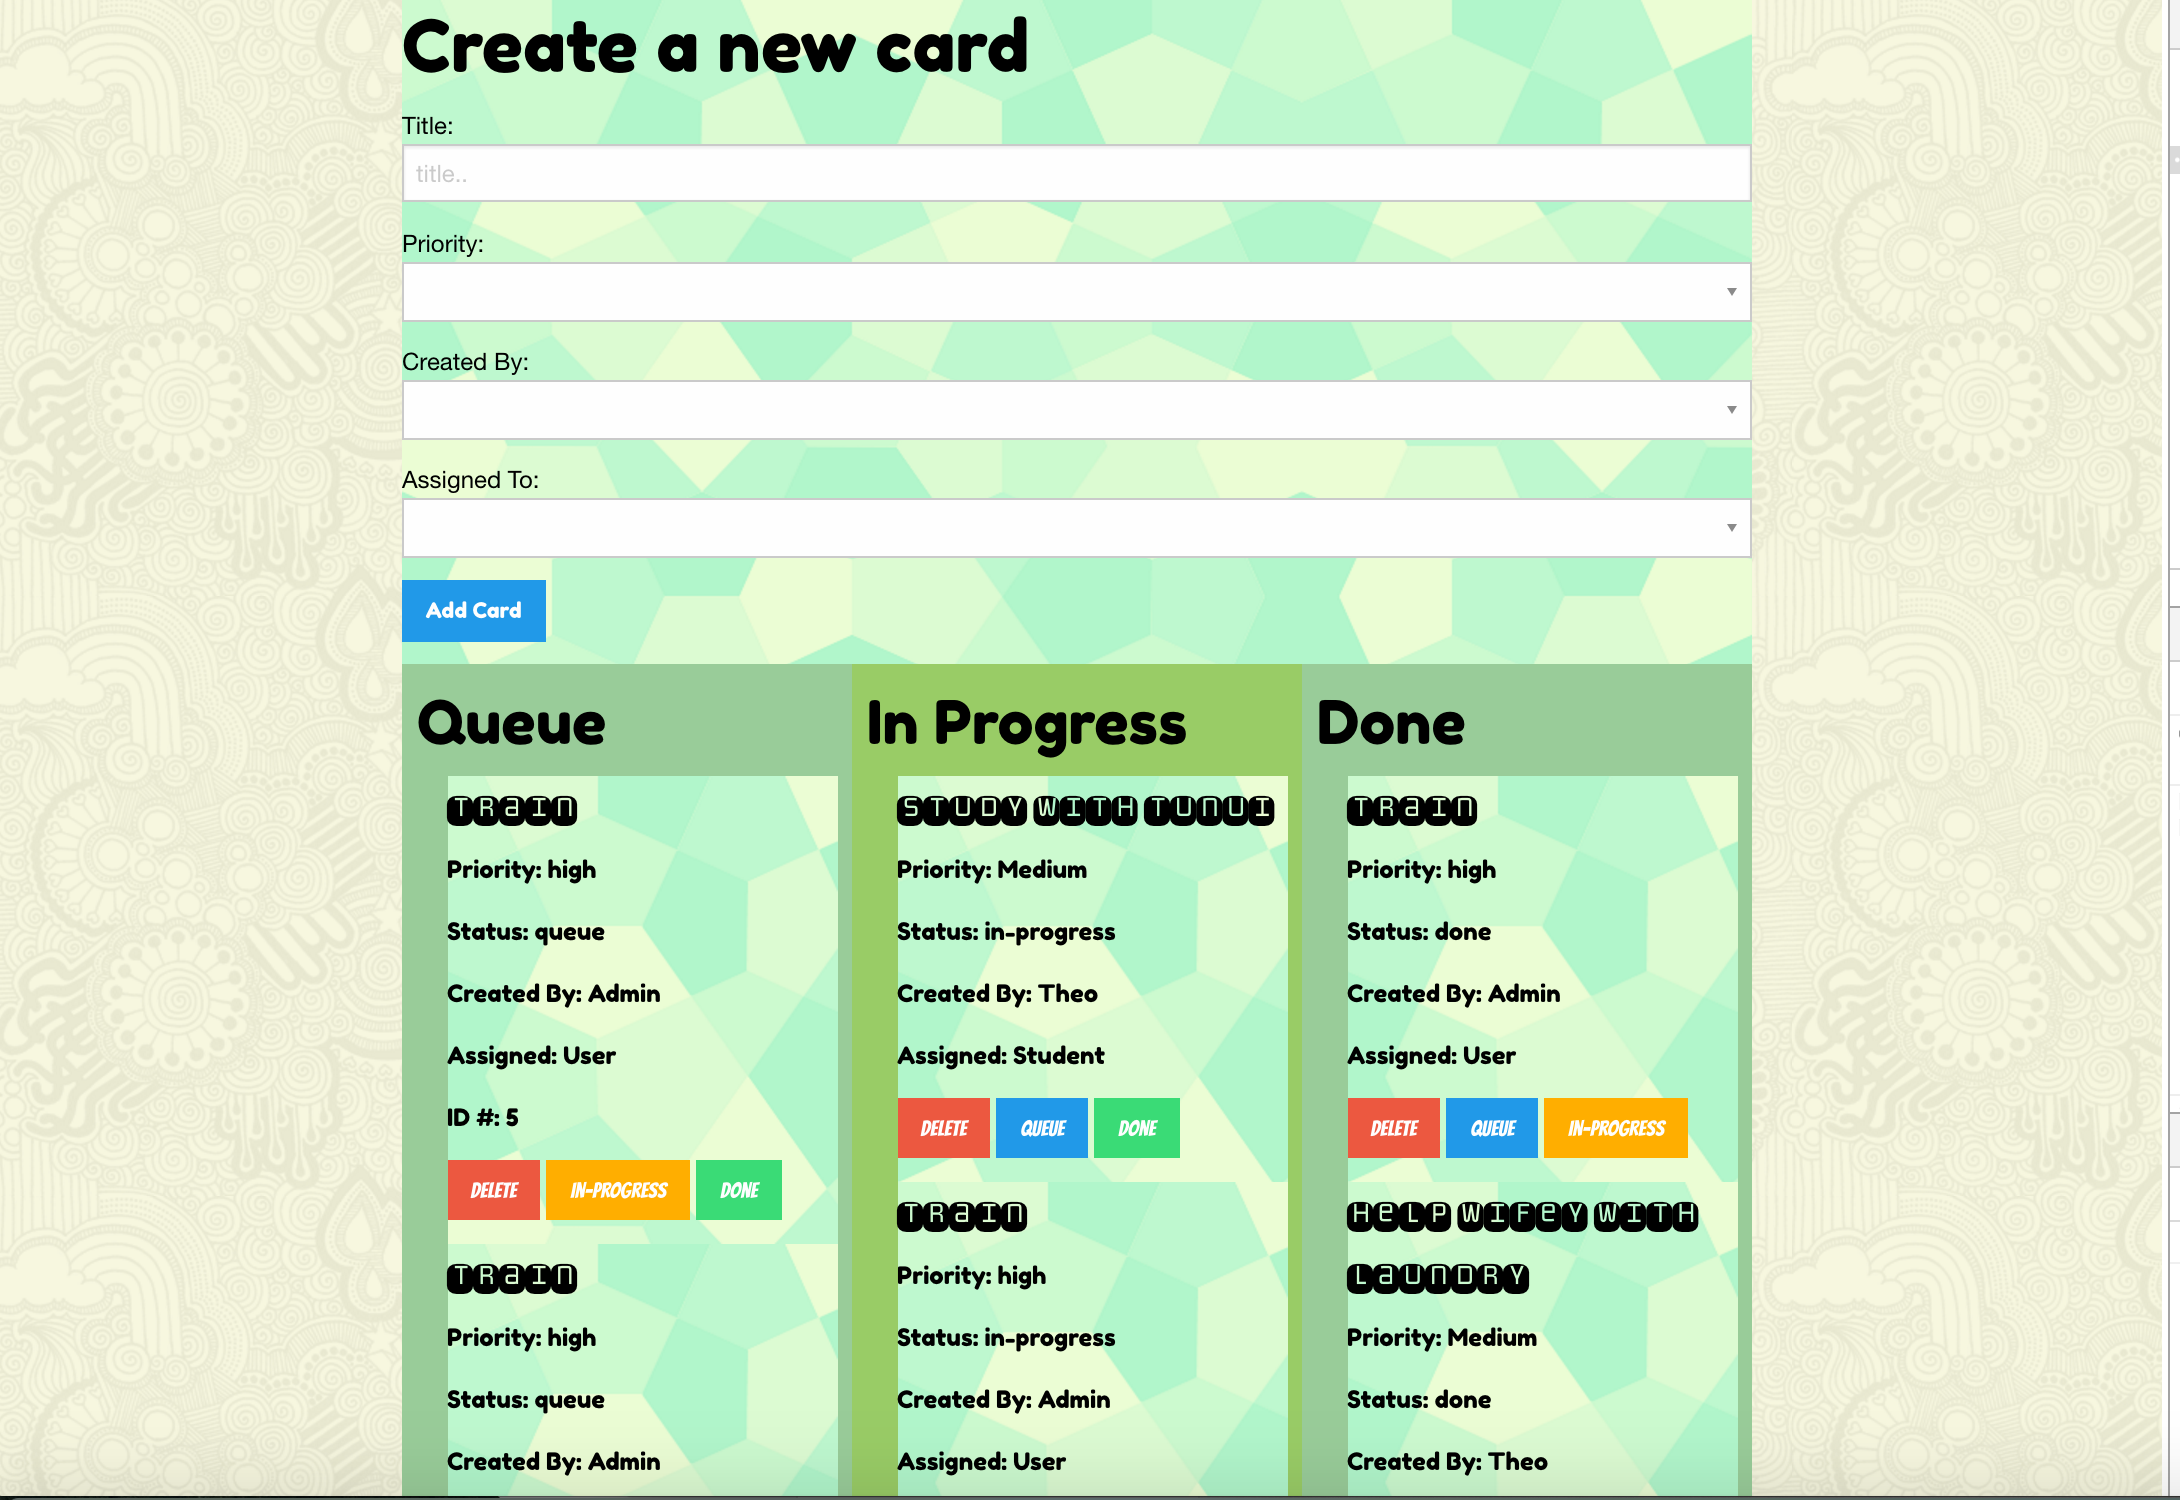 Create a new card
Title:
title..
Priority:
Created By:
Assigned To:
Add Card
Queue
TRaIn
Priority: high
Status: queue
Created By: Admin
Assigned: User
ID #: 5
DELETE IN-PROGRESS DONE
TRaIn
Priority: high
Status: queue
Created By: Admin
In Progress
STUDY WITH TUnUI
Priority: Medium
Status: in-progress
Created By: Theo
Assigned: Student
DELETE QUEUE DONE
TRaIn
Priority: high
Status: in-progress
Created By: Admin
Assigned: User
Done
TRaIn
Priority: high
Status: done
Created By: Admin
Assigned: User
DELETE QUEUE IN-PROGRESS
HeLP WIFeY WITH
LaUnDRY
Priority: Medium
Status: done
Created By: Theo